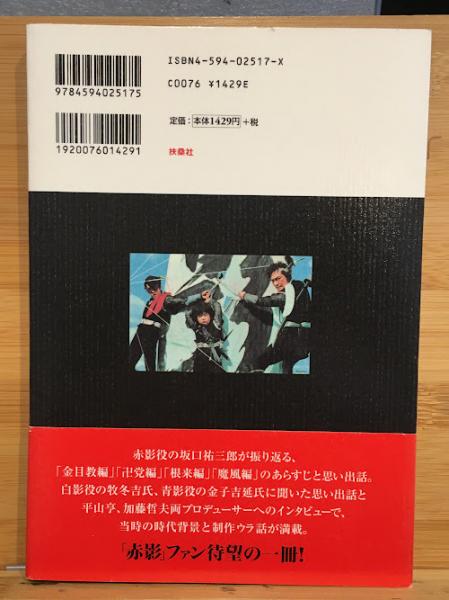 ISBN4-594-02517-X
C0076 ¥1429E
9784594025175
定価：本体1429円＋税
1920076014291
扶桑社
赤影役の坂口祐三郎が振り返る、
「金目教編」「卍党編」「根来編」「魔風編」のあらすじと思い出話。
白影役の牧冬吉氏、青影役の金子吉延氏に聞いた思い出話と
平山亨、加藤哲夫両プロデューサーへのインタビューで、
当時の時代背景と制作ウラ話が満載。
「赤影」ファン待望の一冊!